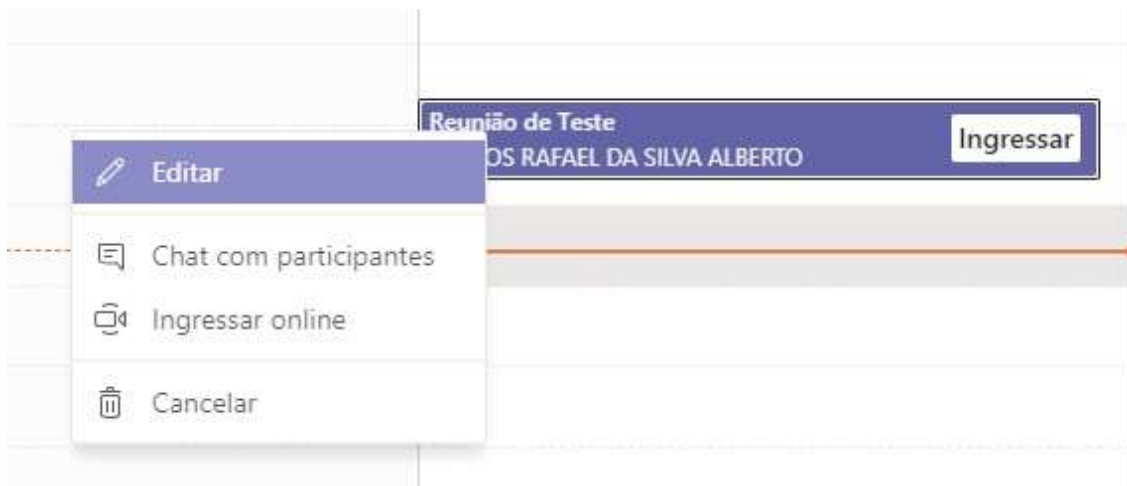 Reunião de Teste
OS RAFAEL DA SILVA ALBERTO
Ingressar
Editar
Chat com participantes
Ingressar online
Cancelar